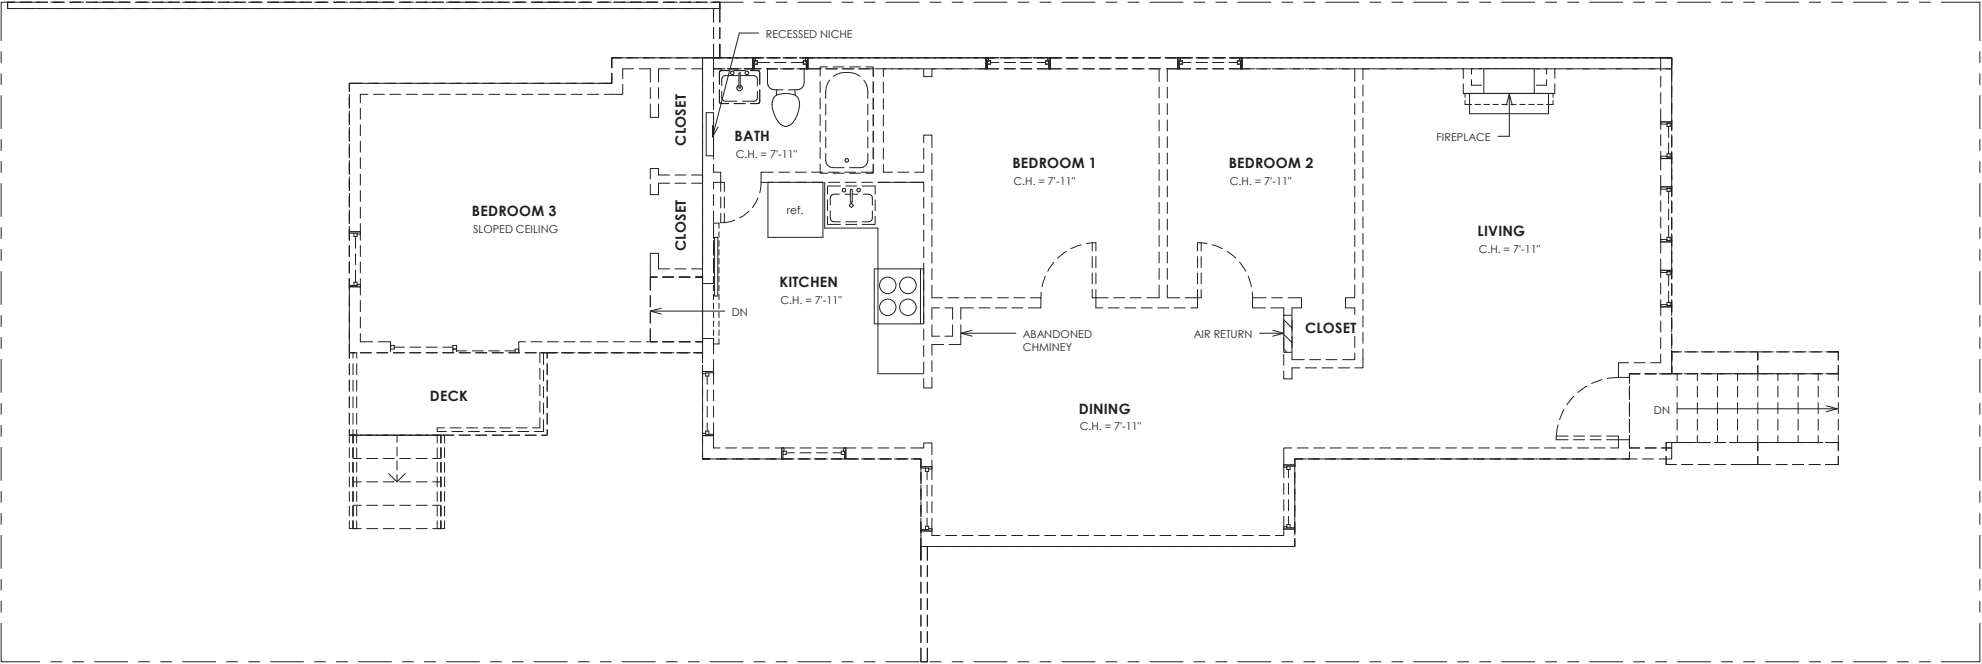 RECESSED NICHE
CLOSET
BATH
C.H. = 7'-11"
FIREPLACE
BEDROOM 1
C.H. = 7'-11"
BEDROOM 2
C.H. = 7'-11"
BEDROOM 3
SLOPED CEILING
CLOSET
ref.
LIVING
C.H. = 7'-11"
KITCHEN
C.H. = 7'-11"
DN
ABANDONED
CHMINEY
AIR RETURN
CLOSET
DECK
DINING
C.H. = 7'-11"
DN